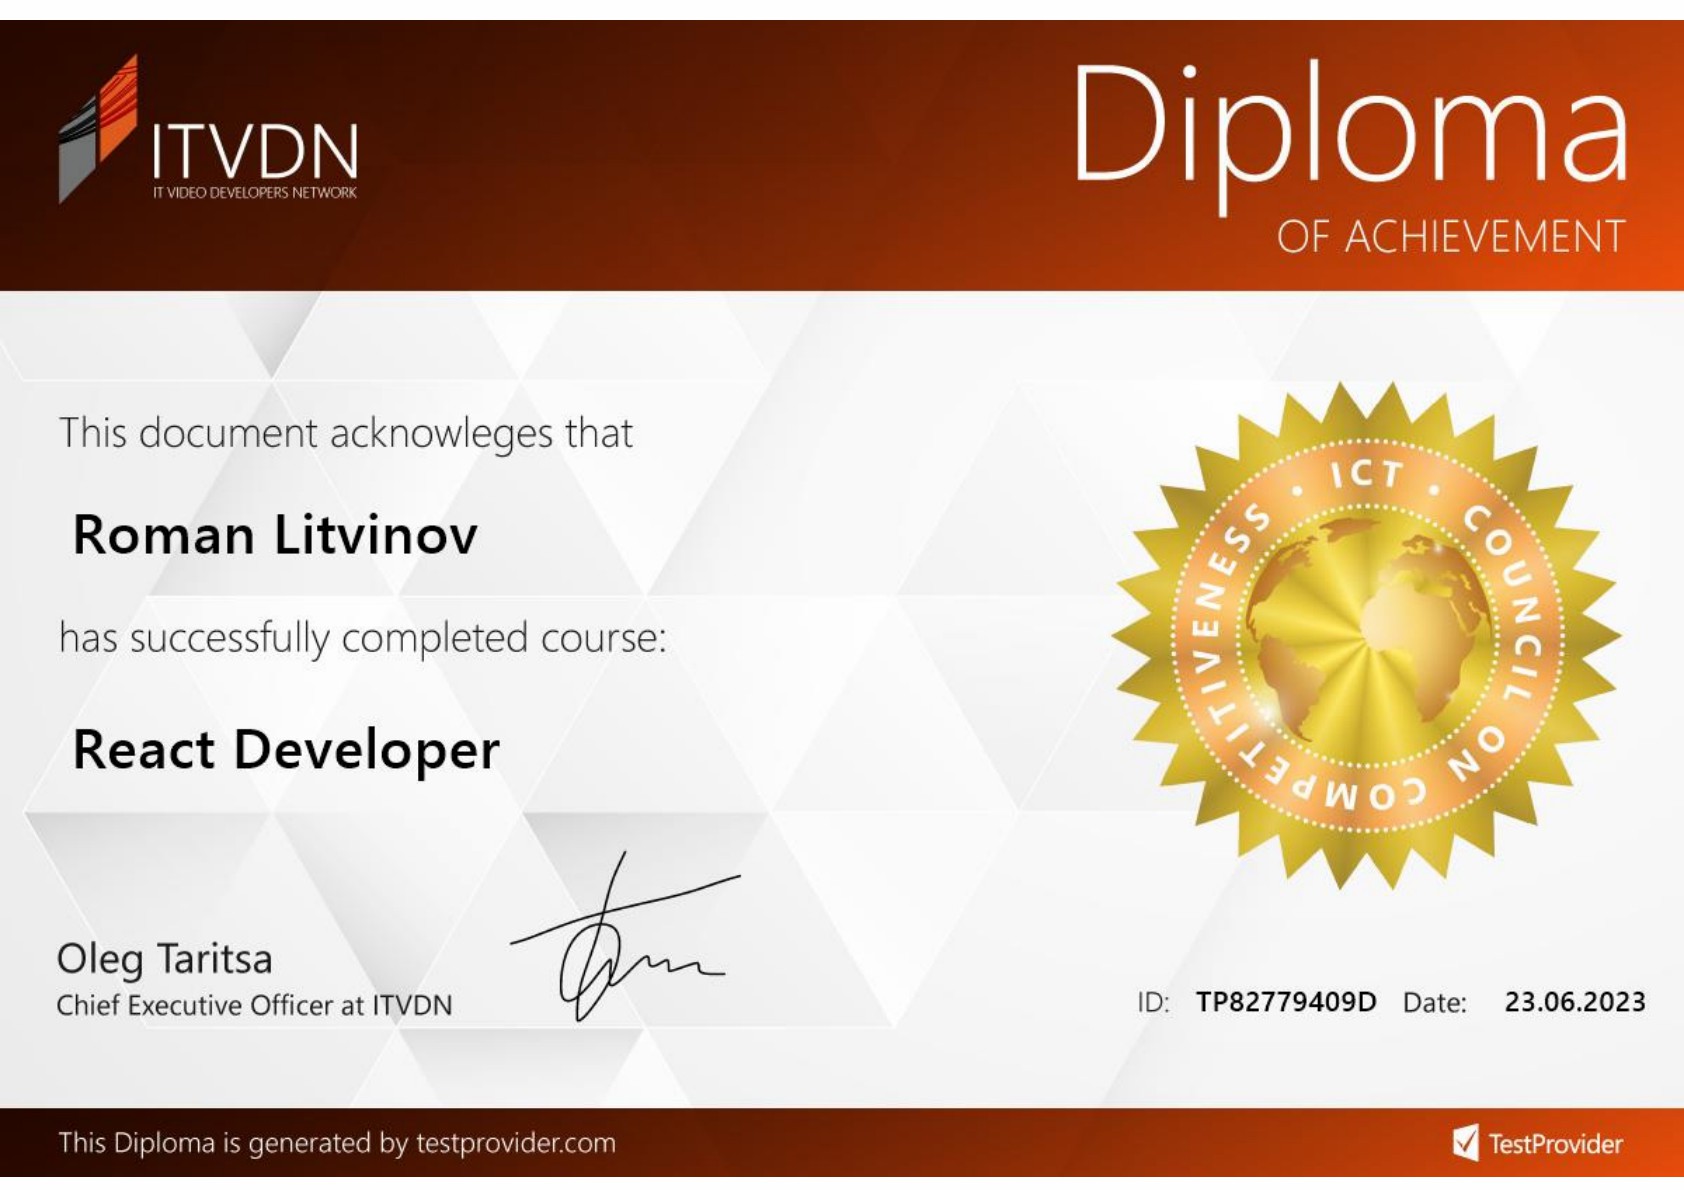 ITVDN
IT VIDEO DEVELOPERS NETWORK
Diploma
OF ACHIEVEMENT
This document acknowleges that
Roman Litvinov
has successfully completed course:
React Developer
ICT • COUNCIL ON COMPETITIVENESS •
Oleg Taritsa
Chief Executive Officer at ITVDN
ID: TP82779409D Date: 23.06.2023
This Diploma is generated by testprovider.com
TestProvider